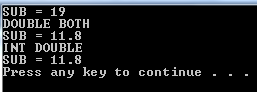 SUB = 19
DOUBLE BOTH
SUB = 11.8
INT DOUBLE
SUB = 11.8
Press any key to continue . . .